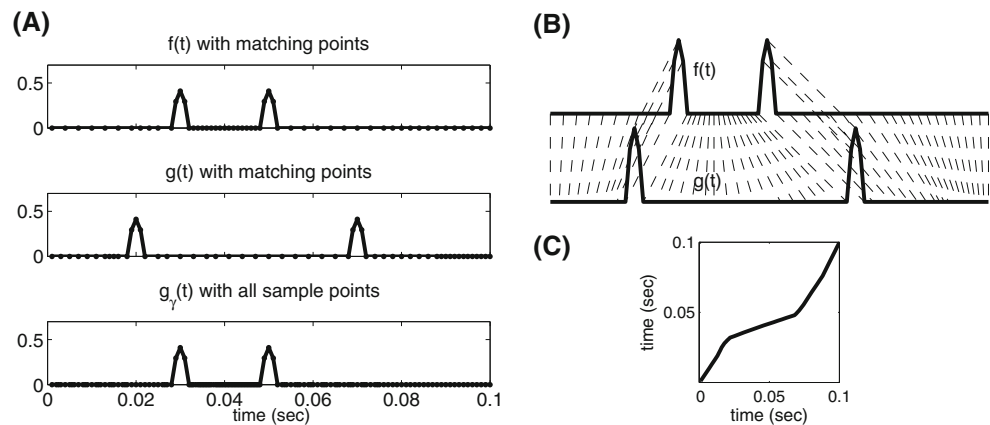 (A)
f(t) with matching points
0.5
0
g(t) with matching points
0.5
0
gγ(t) with all sample points
0.5
0
0 0.02 0.04 0.06 0.08 0.1
time (sec)
(B)
f(t)
g(t)
(C)
0.1
0.05
time (sec)
0 0.05 0.1
time (sec)